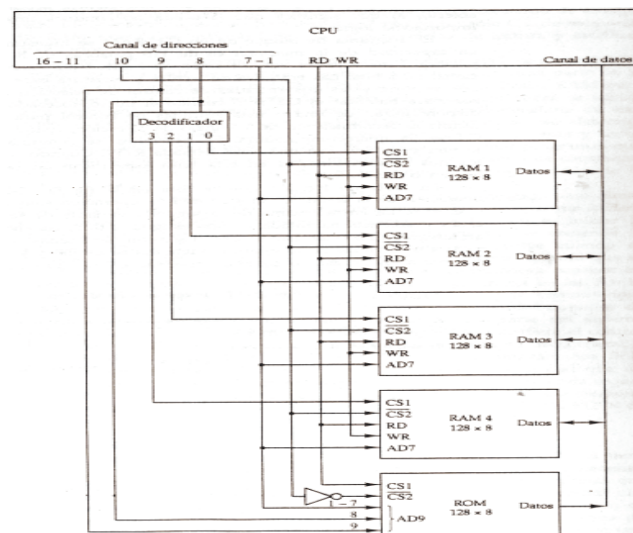 CPU
Canal de direcciones
16 – 11 10 9 8 7 – 1 RD WR Canal de datos
Decodificador
3 2 1 0
CS1
CS2
RD
WR
AD7
RAM 1
128 × 8
Datos
CS1
CS2
RD
WR
AD7
RAM 2
128 × 8
Datos
CS1
CS2
RD
WR
AD7
RAM 3
128 × 8
Datos
CS1
CS2
RD
WR
AD7
RAM 4
128 × 8
Datos
CS1
CS2
1 – 7
8
9
AD9
ROM
128 × 8
Datos